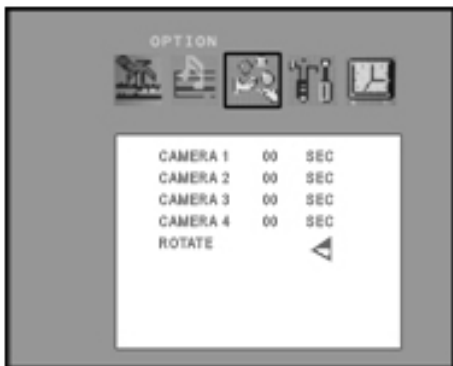 OPTION
CAMERA 1 00 SEC
CAMERA 2 00 SEC
CAMERA 3 00 SEC
CAMERA 4 00 SEC
ROTATE